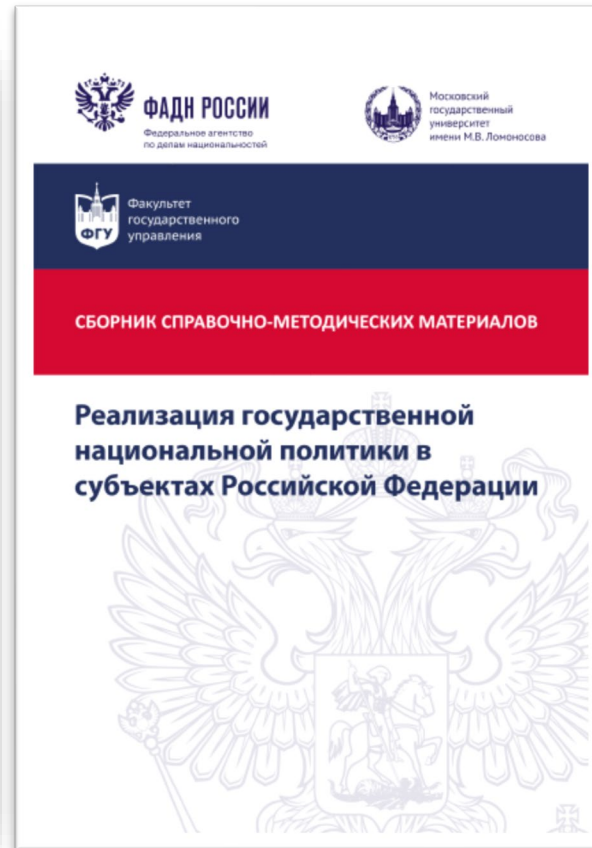 ФАДН РОССИИ
Федеральное агентство
по делам национальностей
Московский
государственный
университет
имени М.В. Ломоносова
ФГУ
Факультет
государственного
управления
СБОРНИК СПРАВОЧНО-МЕТОДИЧЕСКИХ МАТЕРИАЛОВ
Реализация государственной
национальной политики в
субъектах Российской Федерации